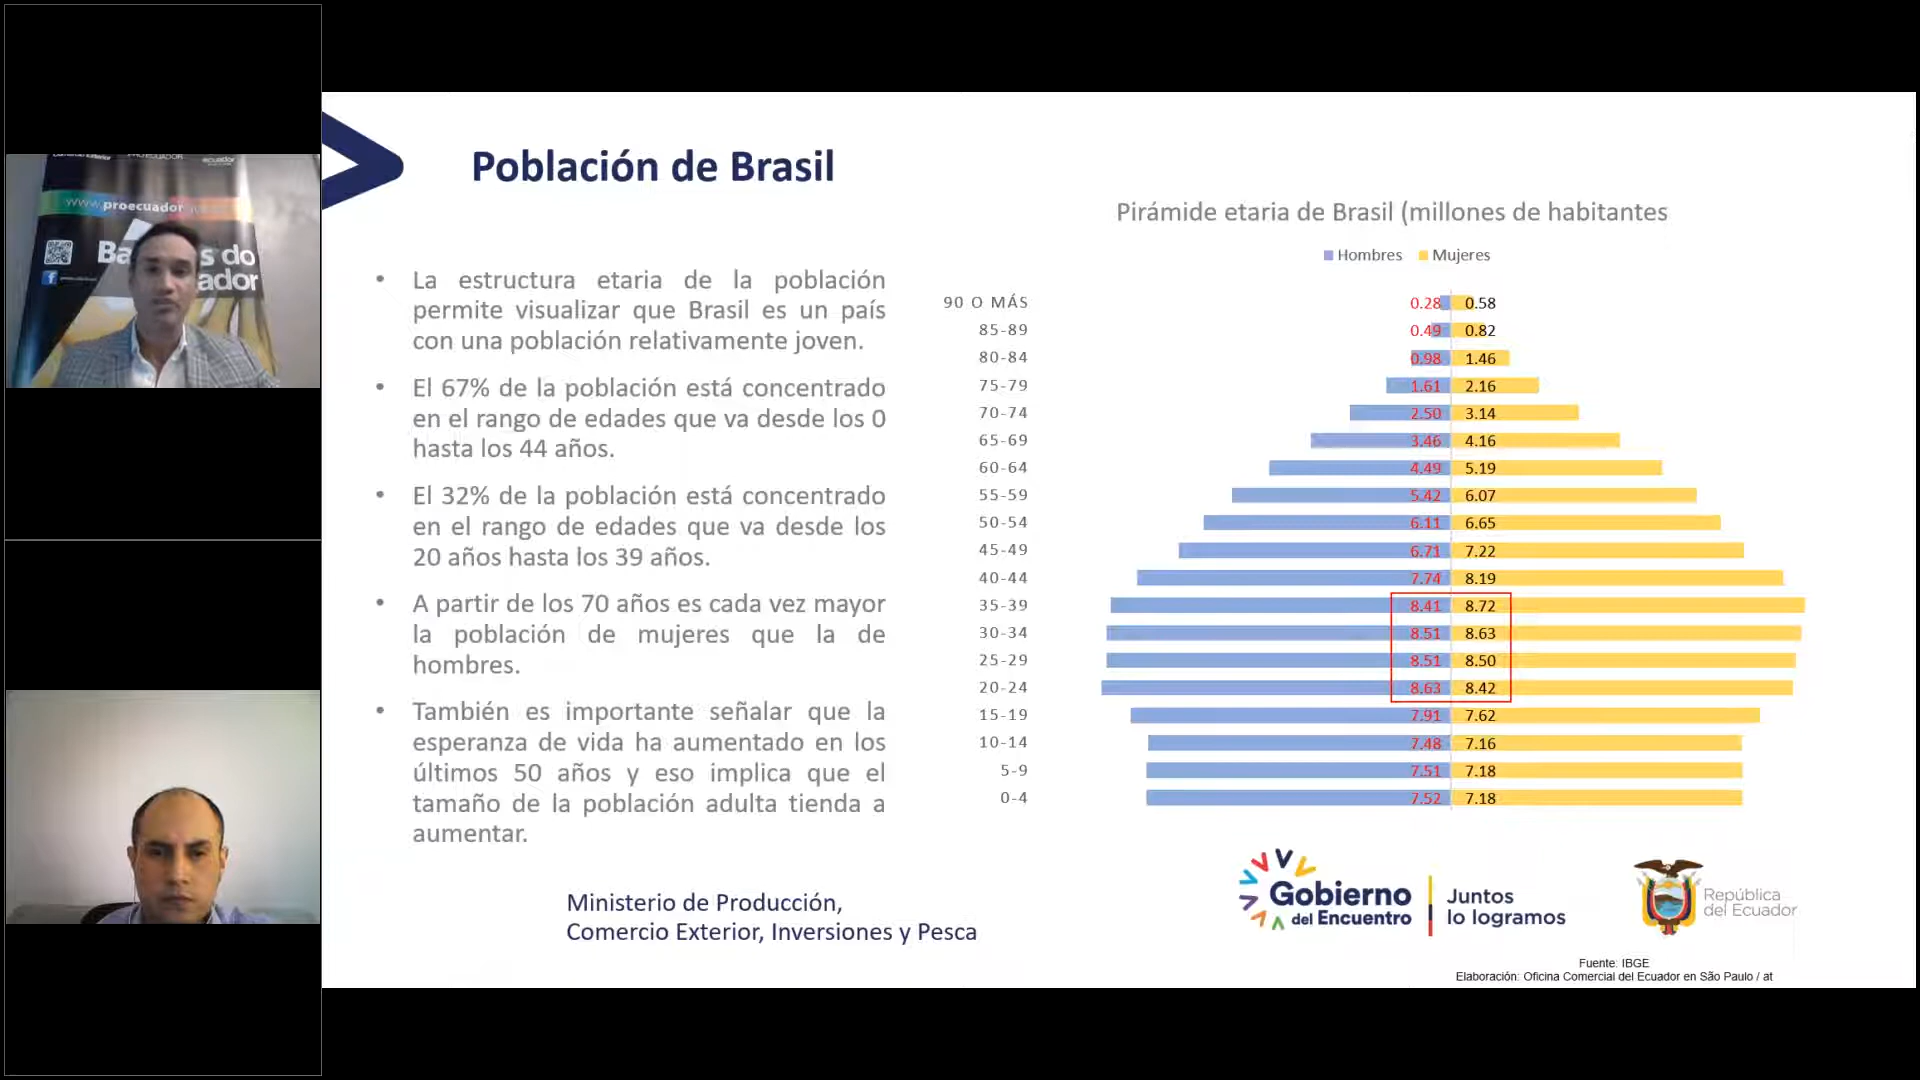 www.proecuador
Ba
s do
ador
Población de Brasil
• La estructura etaria de la población
permite visualizar que Brasil es un país
con una población relativamente joven.
• El 67% de la población está concentrado
en el rango de edades que va desde los 0
hasta los 44 años.
• El 32% de la población está concentrado
en el rango de edades que va desde los
20 años hasta los 39 años.
• A partir de los 70 años es cada vez mayor
la población de mujeres que la de
hombres.
• También es importante señalar que la
esperanza de vida ha aumentado en los
últimos 50 años y eso implica que el
tamaño de la población adulta tienda a
aumentar.
Pirámide etaria de Brasil (millones de habitantes
Hombres Mujeres
90 O MÁS 0.28 0.58
85-89 0.49 0.82
80-84 0.98 1.46
75-79 1.61 2.16
70-74 2.50 3.14
65-69 3.46 4.16
60-64 4.49 5.19
55-59 5.42 6.07
50-54 6.11 6.65
45-49 6.71 7.22
40-44 7.74 8.19
35-39 8.41 8.72
30-34 8.51 8.63
25-29 8.51 8.50
20-24 8.63 8.42
15-19 7.91 7.62
10-14 7.48 7.16
5-9 7.51 7.18
0-4 7.52 7.18
Ministerio de Producción,
Comercio Exterior, Inversiones y Pesca
Gobierno
del Encuentro
Juntos
lo logramos
República
del Ecuador
Fuente: IBGE
Elaboración: Oficina Comercial del Ecuador en São Paulo / at